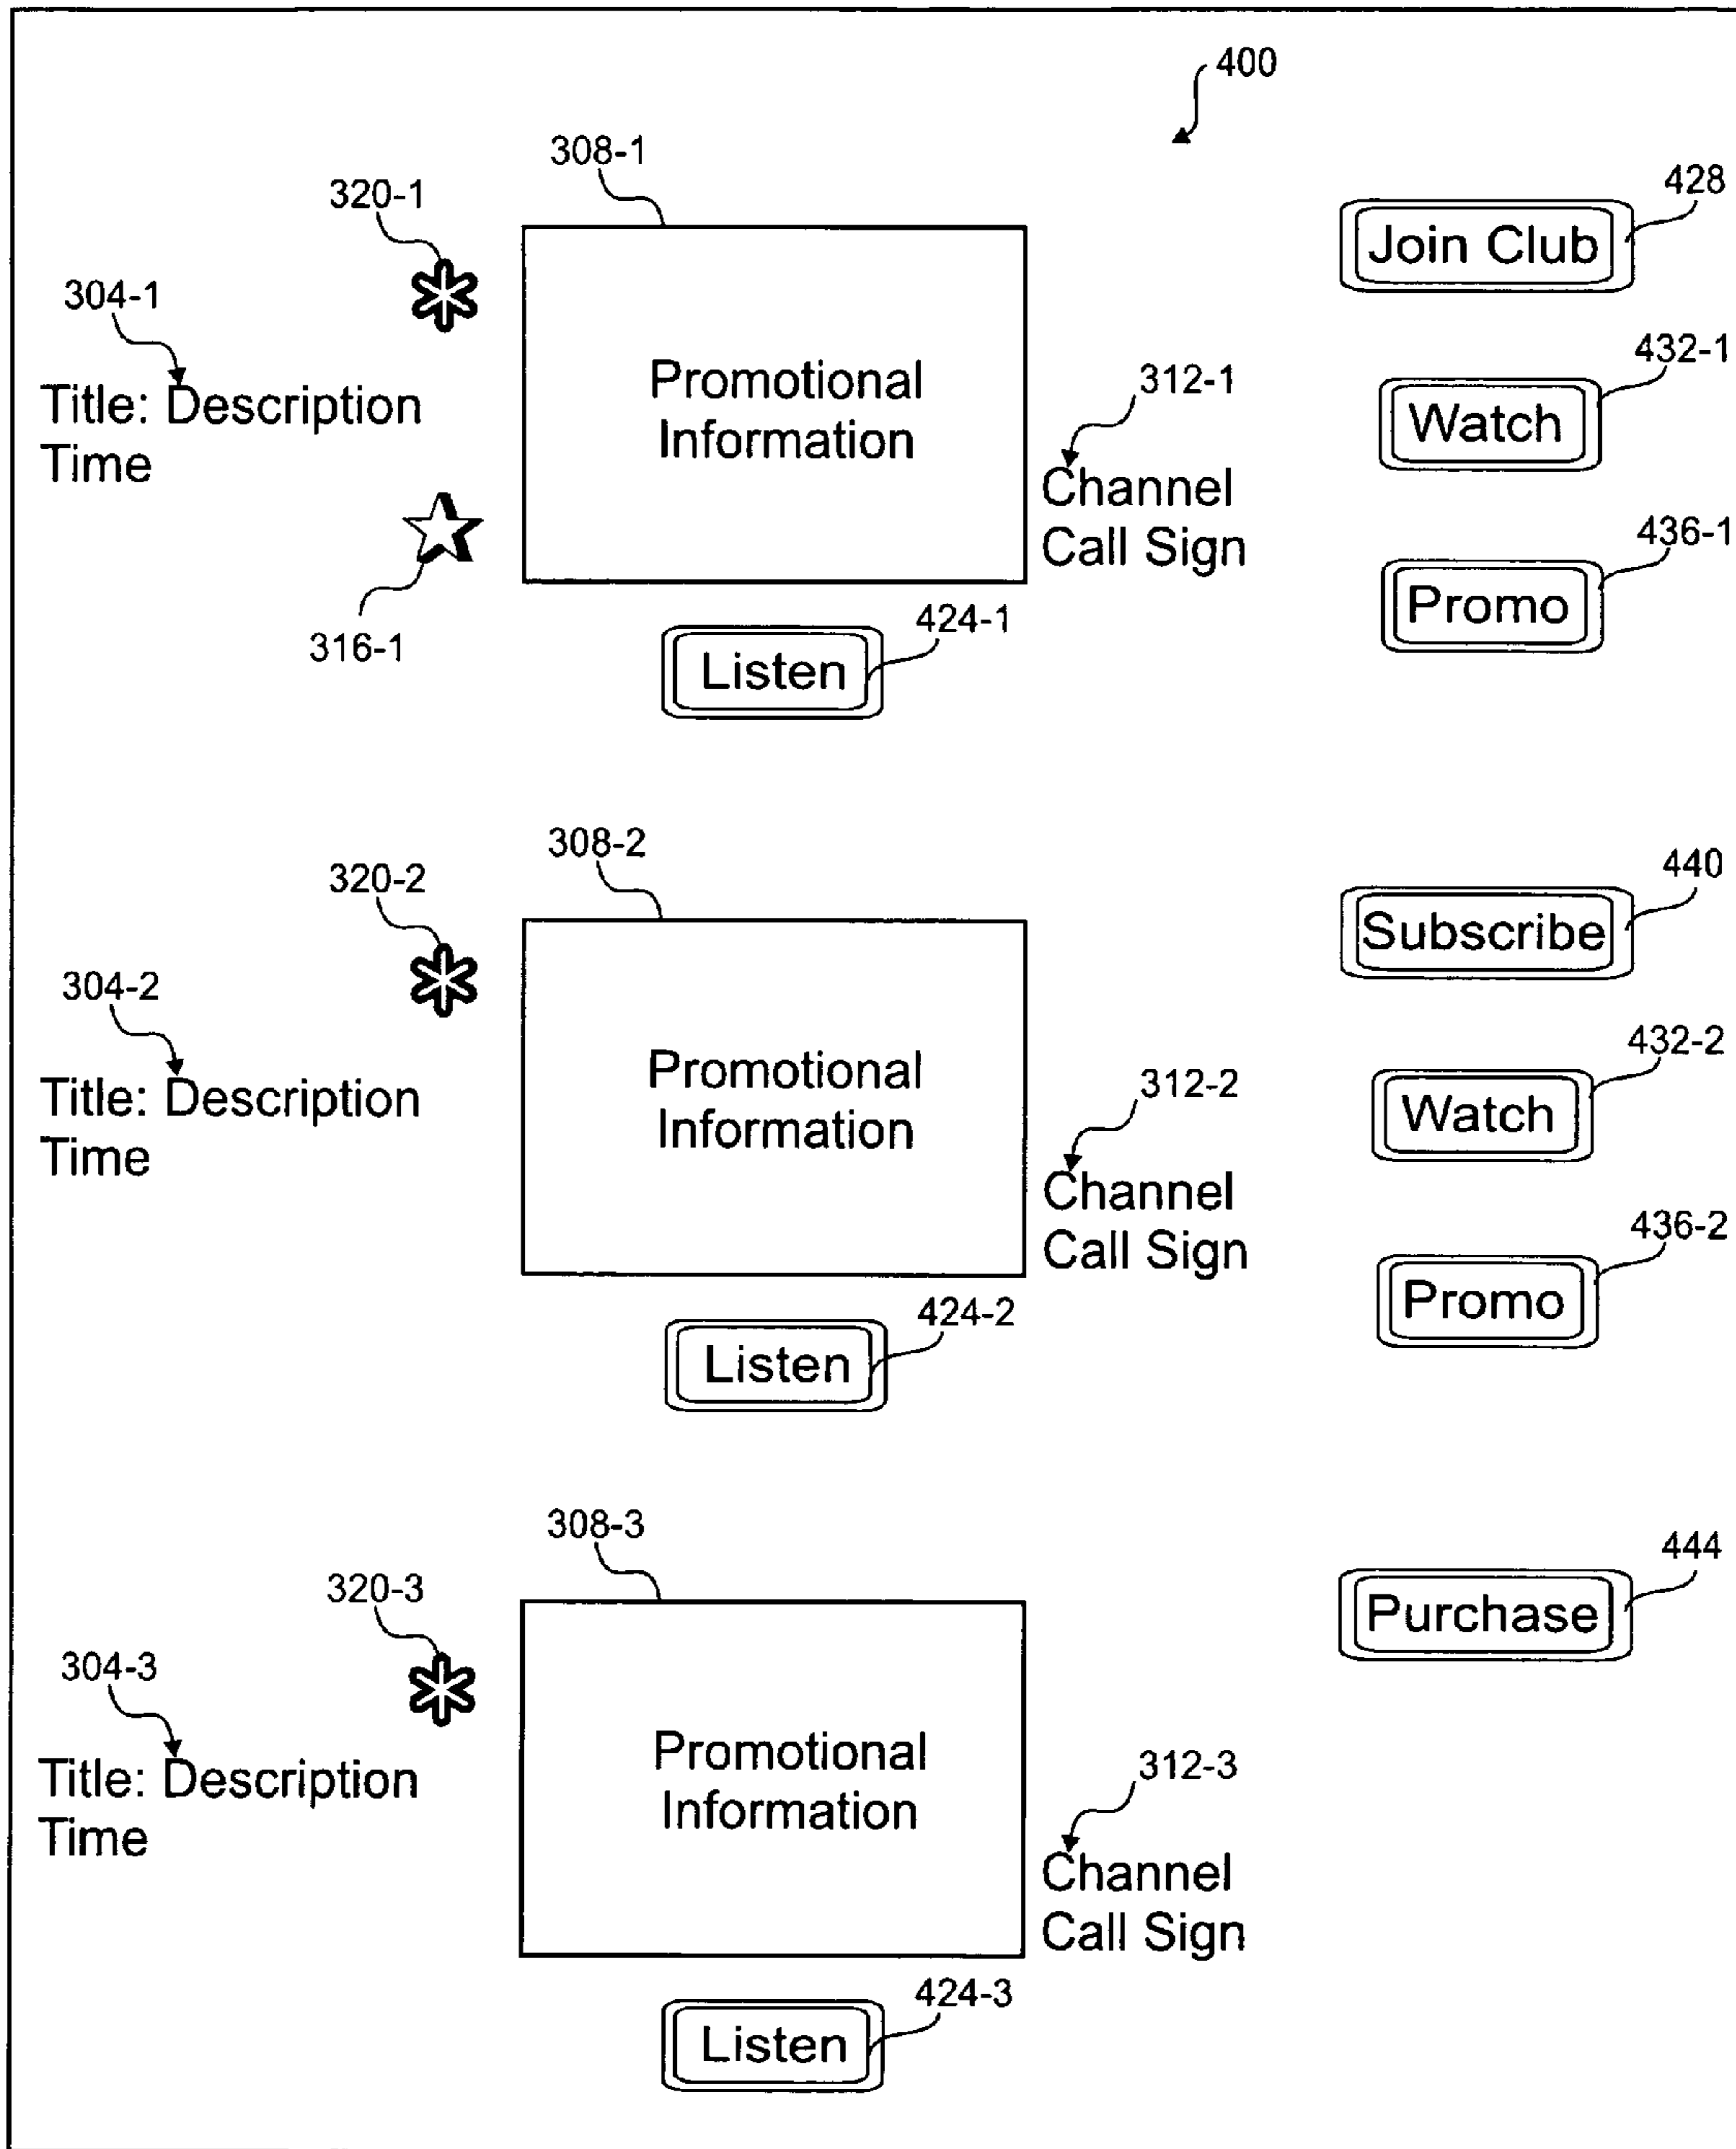 400
308-1
320-1
428
Join Club
304-1
432-1
Title: Description
Time
Promotional
Information
312-1
Watch
Channel
Call Sign
436-1
Promo
316-1
424-1
Listen
308-2
320-2
440
Subscribe
304-2
432-2
Title: Description
Time
Promotional
Information
312-2
Watch
Channel
Call Sign
436-2
Promo
424-2
Listen
308-3
320-3
444
Purchase
304-3
Title: Description
Time
Promotional
Information
312-3
Channel
Call Sign
424-3
Listen